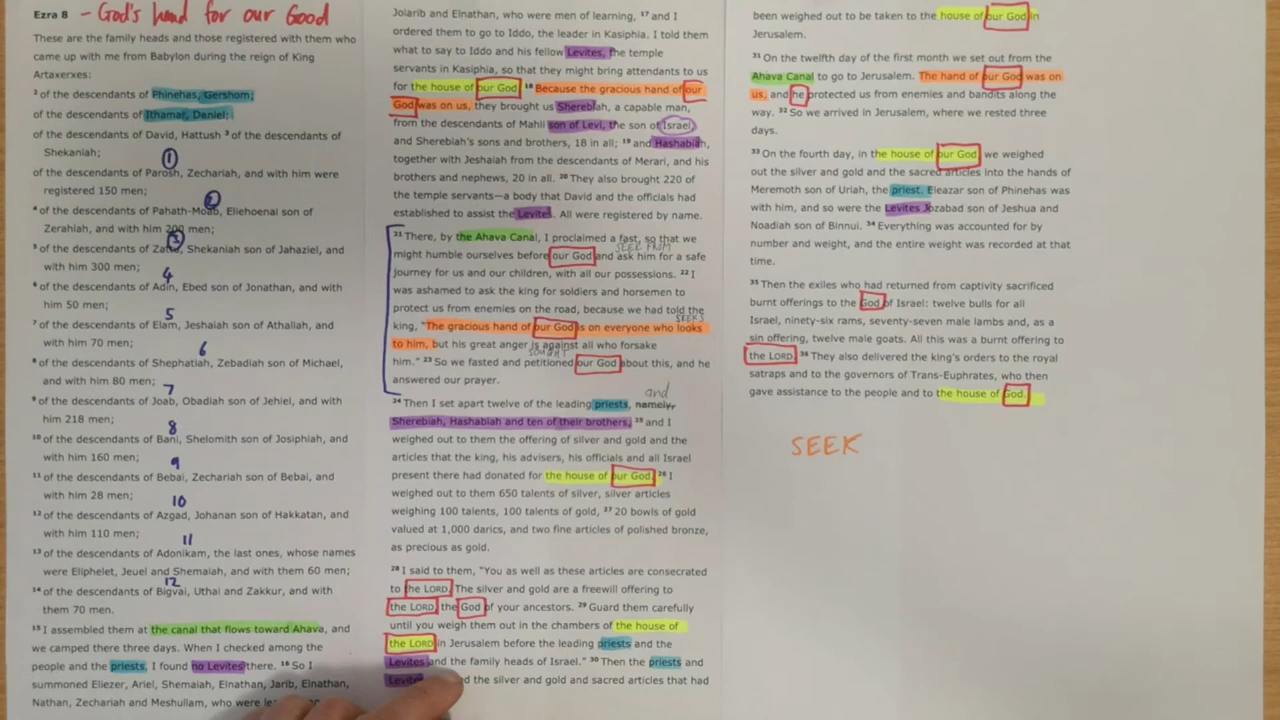 Ezra 8 - God's hand for our Good
These are the family heads and those registered with them who
came up with me from Babylon during the reign of King
Artaxerxes:
2 of the descendants of Phinehas, Gershom;
of the descendants of Ithamar, Daniel;
of the descendants of David, Hattush 3 of the descendants of
Shekaniah;
1
of the descendants of Parosh, Zechariah, and with him were
registered 150 men;
2
4 of the descendants of Pahath-Moab, Eliehoenai son of
Zerahiah, and with him 200 men;
3
5 of the descendants of Zattu, Shekaniah son of Jahaziel, and
with him 300 men;
4
6 of the descendants of Adin, Ebed son of Jonathan, and with
him 50 men;
5
7 of the descendants of Elam, Jeshaiah son of Athaliah, and
with him 70 men;
6
8 of the descendants of Shephatiah, Zebadiah son of Michael,
and with him 80 men;
7
9 of the descendants of Joab, Obadiah son of Jehiel, and with
him 218 men;
8
10 of the descendants of Bani, Shelomith son of Josiphiah, and
with him 160 men;
9
11 of the descendants of Bebai, Zechariah son of Bebai, and
with him 28 men;
10
12 of the descendants of Azgad, Johanan son of Hakkatan, and
with him 110 men;
11
13 of the descendants of Adonikam, the last ones, whose names
were Eliphelet, Jeuel and Shemaiah, and with them 60 men;
12
14 of the descendants of Bigvai, Uthai and Zakkur, and with
them 70 men.
15 I assembled them at the canal that flows toward Ahava, and
we camped there three days. When I checked among the
people and the priests, I found no Levites there. 16 So I
summoned Eliezer, Ariel, Shemaiah, Elnathan, Jarib, Elnathan,
Nathan, Zechariah and Meshullam, who were
Joiarib and Elnathan, who were men of learning, 17 and I
ordered them to go to Iddo, the leader in Kasiphia. I told them
what to say to Iddo and his fellow Levites, the temple
servants in Kasiphia, so that they might bring attendants to us
for the house of our God. 18 Because the gracious hand of our
God was on us, they brought us Sherebiah, a capable man,
from the descendants of Mahli son of Levi, the son of Israel,
and Sherebiah's sons and brothers, 18 in all; 19 and Hashabiah,
together with Jeshaiah from the descendants of Merari, and his
brothers and nephews, 20 in all. 20 They also brought 220 of
the temple servants—a body that David and the officials had
established to assist the Levites. All were registered by name.
21 There, by the Ahava Canal, I proclaimed a fast, so that we
SEEK FROM
might humble ourselves before our God and ask him for a safe
journey for us and our children, with all our possessions. 22 I
was ashamed to ask the king for soldiers and horsemen to
protect us from enemies on the road, because we had told the
SEEKS
king, "The gracious hand of our God is on everyone who looks
to him, but his great anger is against all who forsake
SOUGHT
him." 23 So we fasted and petitioned our God about this, and he
answered our prayer.
and
24 Then I set apart twelve of the leading priests, namely,
Sherebiah, Hashabiah and ten of their brothers, 25 and I
weighed out to them the offering of silver and gold and the
articles that the king, his advisers, his officials and all Israel
present there had donated for the house of our God. 26 I
weighed out to them 650 talents of silver, silver articles
weighing 100 talents, 100 talents of gold, 27 20 bowls of gold
valued at 1,000 darics, and two fine articles of polished bronze,
as precious as gold.
28 I said to them, "You as well as these articles are consecrated
to the LORD. The silver and gold are a freewill offering to
the LORD, the God of your ancestors. 29 Guard them carefully
until you weigh them out in the chambers of the house of
the LORD in Jerusalem before the leading priests and the
Levites and the family heads of Israel." 30 Then the priests and
the silver and gold and sacred articles that had
been weighed out to be taken to the house of our God in
Jerusalem.
31 On the twelfth day of the first month we set out from the
Ahava Canal to go to Jerusalem. The hand of our God was on
us, and he protected us from enemies and bandits along the
way. 32 So we arrived in Jerusalem, where we rested three
days.
33 On the fourth day, in the house of our God, we weighed
out the silver and gold and the sacred articles into the hands of
Meremoth son of Uriah, the priest. Eleazar son of Phinehas was
with him, and so were the Levites Jozabad son of Jeshua and
Noadiah son of Binnui. 34 Everything was accounted for by
number and weight, and the entire weight was recorded at that
time.
35 Then the exiles who had returned from captivity sacrificed
burnt offerings to the God of Israel: twelve bulls for all
Israel, ninety-six rams, seventy-seven male lambs and, as a
sin offering, twelve male goats. All this was a burnt offering to
the LORD. 36 They also delivered the king's orders to the royal
satraps and to the governors of Trans-Euphrates, who then
gave assistance to the people and to the house of God.
SEEK